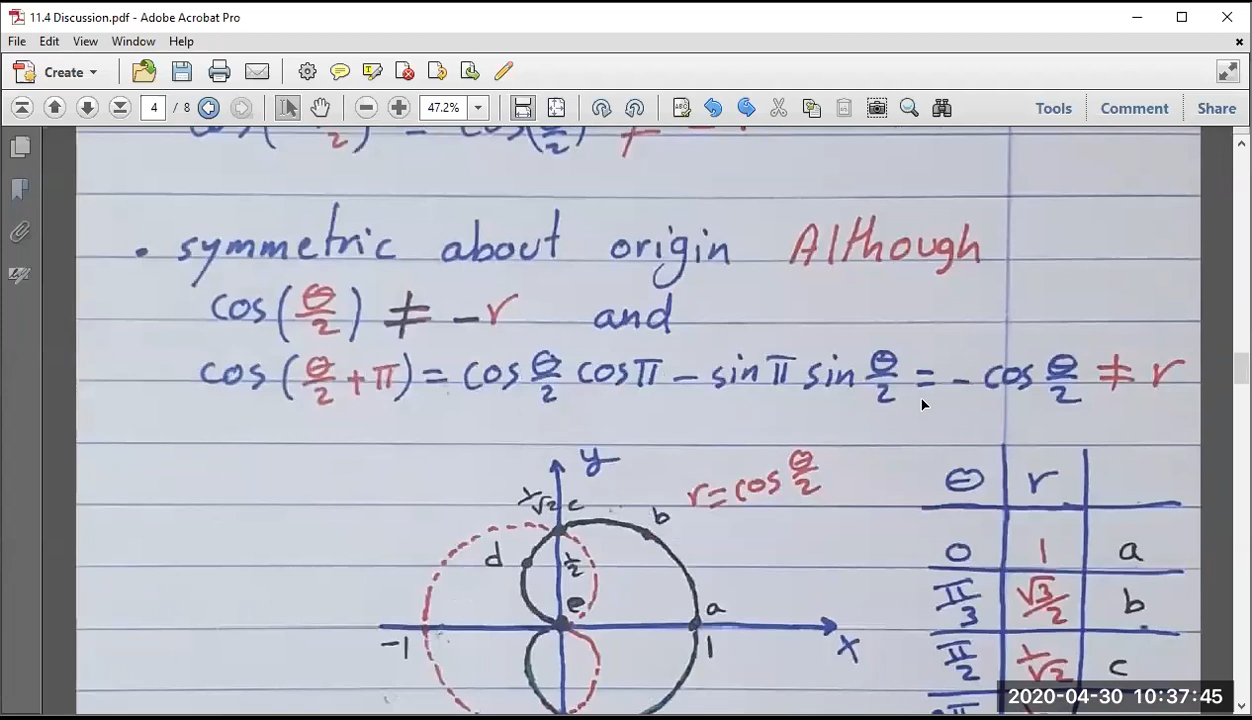 11.4 Discussion.pdf - Adobe Acrobat Pro
File Edit View Window Help
Create
4 / 8 47.2% Tools Comment Share
• symmetric about origin Although
cos(θ/2) ≠ -r and
cos(θ/2 + π) = cos θ/2 cos π - sin π sin θ/2 = - cos θ/2 ≠ r
y
r = cos θ/2
θ r
1/√2 c b
d 1/2
0 1 a
e a
π/3 √3/2 b
-1 1 x
π/2 1/√2 c
2020-04-30 10:37:45